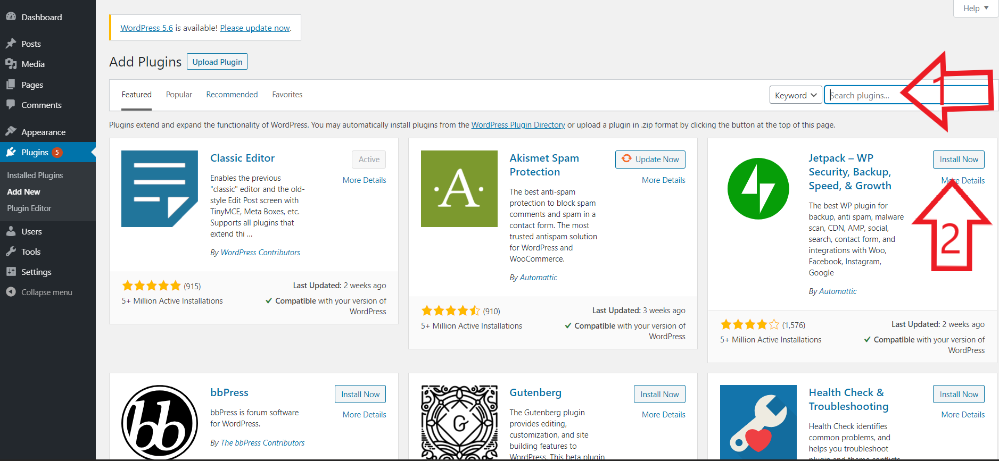 Dashboard
Posts
Media
Pages
Comments
Appearance
Plugins 5
Installed Plugins
Add New
Plugin Editor
Users
Tools
Settings
Collapse menu
Help
WordPress 5.6 is available! Please update now.
Add Plugins Upload Plugin
Featured Popular Recommended Favorites Keyword Search plugins...
1
Plugins extend and expand the functionality of WordPress. You may automatically install plugins from the WordPress Plugin Directory or upload a plugin in .zip format by clicking the button at the top of this page.
Classic Editor
Active
More Details
Enables the previous
"classic" editor and the old-
style Edit Post screen with
TinyMCE, Meta Boxes, etc.
Supports all plugins that
extend thi ...
By WordPress Contributors
(915)
5+ Million Active Installations
Last Updated: 2 weeks ago
Compatible with your version of
WordPress
A
Akismet Spam
Protection
Update Now
More Details
The best anti-spam
protection to block spam
comments and spam in a
contact form. The most
trusted antispam solution
for WordPress and
WooCommerce.
By Automattic
(910)
5+ Million Active Installations
Last Updated: 3 weeks ago
Compatible with your version of
WordPress
Jetpack – WP
Security, Backup,
Speed, & Growth
Install Now
More Details
2
The best WP plugin for
backup, anti spam, malware
scan, CDN, AMP, social,
search, contact form, and
integrations with Woo,
Facebook, Instagram,
Google
By Automattic
(1,576)
5+ Million Active Installations
Last Updated: 2 weeks ago
Compatible with your version of
WordPress
bb
bbPress
Install Now
More Details
bbPress is forum software
for WordPress.
By The bbPress Contributors
G
Gutenberg
Install Now
More Details
The Gutenberg plugin
provides editing,
customization, and site
building features to
WordPress. This beta plugin
Health Check &
Troubleshooting
Install Now
More Details
Health Check identifies
common problems, and
helps you troubleshoot
plugin and theme conflicts